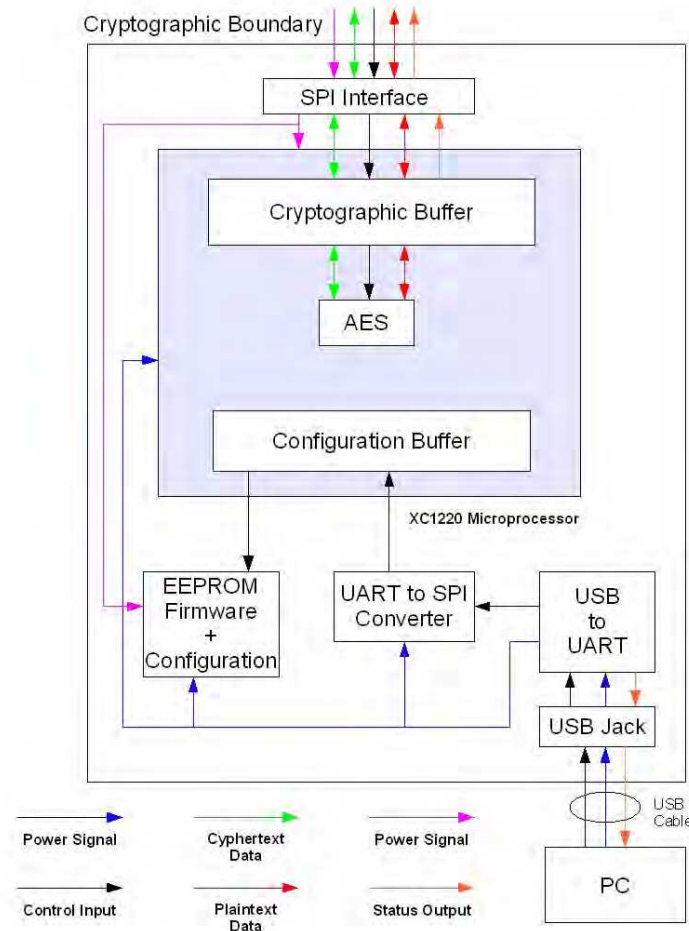 Cryptographic Boundary
SPI Interface
Cryptographic Buffer
AES
Configuration Buffer
XC1220 Microprocessor
EEPROM
Firmware
+
Configuration
UART to SPI
Converter
USB
to
UART
USB Jack
USB
Cable
PC
Power Signal
Cyphertext
Data
Power Signal
Control Input
Plaintext
Data
Status Output